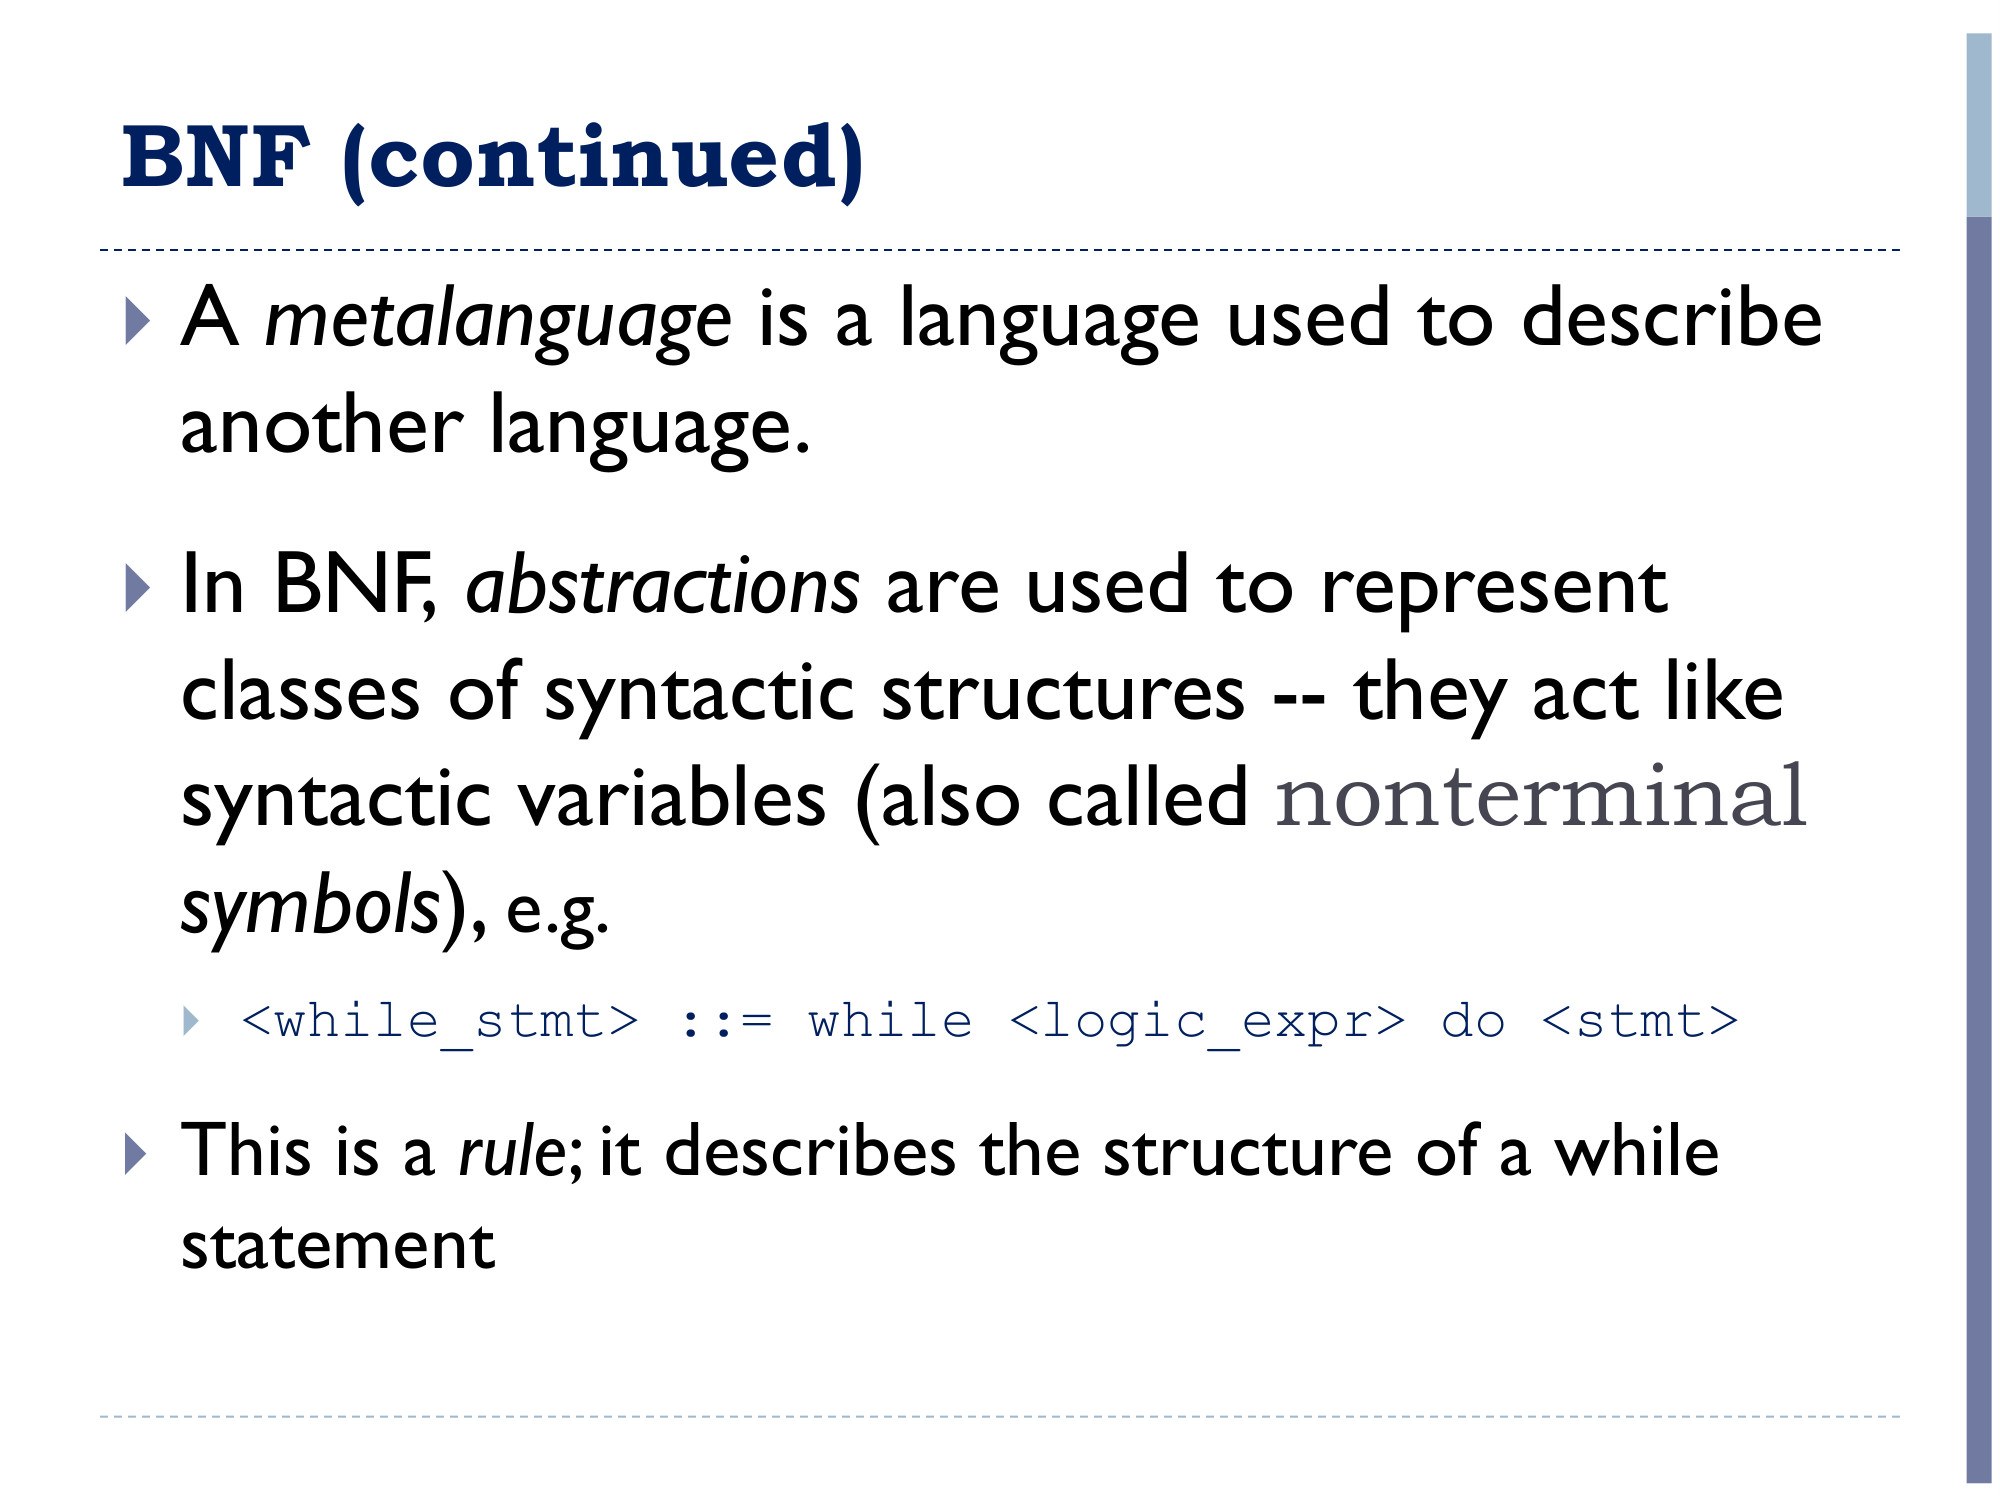 BNF (continued)
A metalanguage is a language used to describe
another language.
In BNF, abstractions are used to represent
classes of syntactic structures -- they act like
syntactic variables (also called nonterminal
symbols), e.g.
<while_stmt> ::= while <logic_expr> do <stmt>
This is a rule; it describes the structure of a while
statement